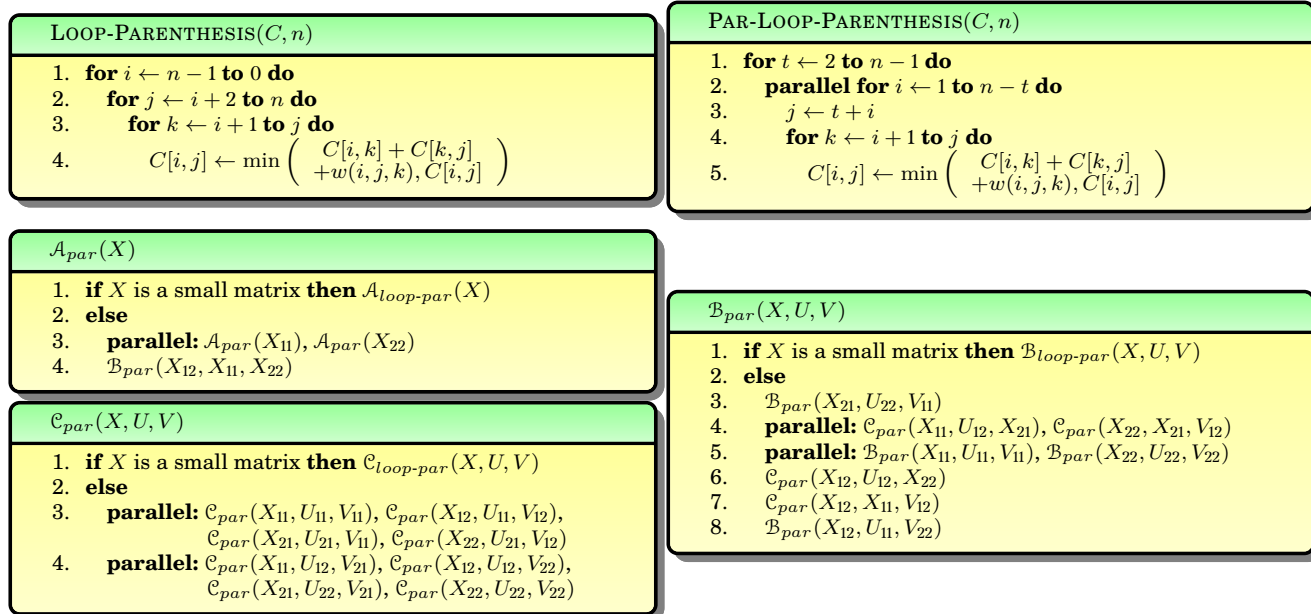 LOOP-PARENTHESIS(C, n)
1. for i ← n − 1 to 0 do
2. for j ← i + 2 to n do
3. for k ← i + 1 to j do
4. C[i, j] ← min ( C[i, k] + C[k, j]
+w(i, j, k), C[i, j] )
PAR-LOOP-PARENTHESIS(C, n)
1. for t ← 2 to n − 1 do
2. parallel for i ← 1 to n − t do
3. j ← t + i
4. for k ← i + 1 to j do
5. C[i, j] ← min ( C[i, k] + C[k, j]
+w(i, j, k), C[i, j] )
𝒜par(X)
1. if X is a small matrix then 𝒜loop-par(X)
2. else
3. parallel: 𝒜par(X11), 𝒜par(X22)
4. ℬpar(X12, X11, X22)
𝒞par(X, U, V)
1. if X is a small matrix then 𝒞loop-par(X, U, V)
2. else
3. parallel: 𝒞par(X11, U11, V11), 𝒞par(X12, U11, V12),
𝒞par(X21, U21, V11), 𝒞par(X22, U21, V12)
4. parallel: 𝒞par(X11, U12, V21), 𝒞par(X12, U12, V22),
𝒞par(X21, U22, V21), 𝒞par(X22, U22, V22)
ℬpar(X, U, V)
1. if X is a small matrix then ℬloop-par(X, U, V)
2. else
3. ℬpar(X21, U22, V11)
4. parallel: 𝒞par(X11, U12, X21), 𝒞par(X22, X21, V12)
5. parallel: ℬpar(X11, U11, V11), ℬpar(X22, U22, V22)
6. 𝒞par(X12, U12, X22)
7. 𝒞par(X12, X11, V12)
8. ℬpar(X12, U11, V22)